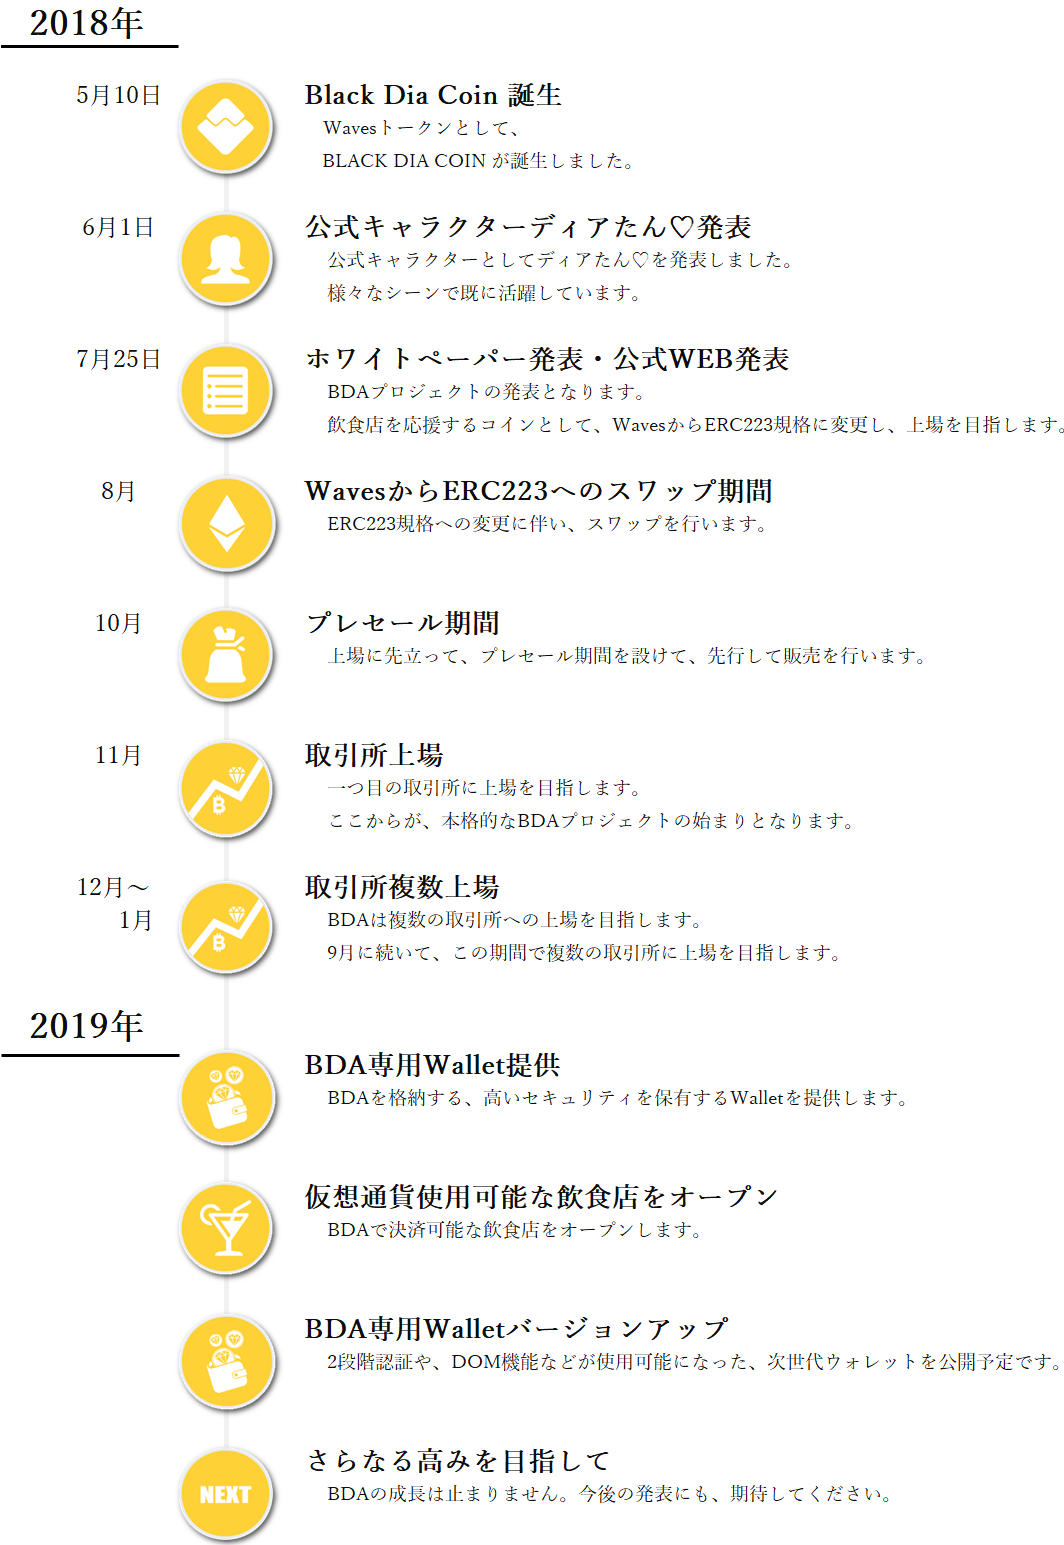 2018年
5月10日
Black Dia Coin 誕生
Wavesトークンとして、
BLACK DIA COIN が誕生しました。
6月1日
公式キャラクターディアたん♡発表
公式キャラクターとしてディアたん♡を発表しました。
様々なシーンで既に活躍しています。
7月25日
ホワイトペーパー発表・公式WEB発表
BDAプロジェクトの発表となります。
飲食店を応援するコインとして、WavesからERC223規格に変更し、上場を目指します。
8月
WavesからERC223へのスワップ期間
ERC223規格への変更に伴い、スワップを行います。
10月
プレセール期間
上場に先立って、プレセール期間を設けて、先行して販売を行います。
11月
取引所上場
一つ目の取引所に上場を目指します。
ここからが、本格的なBDAプロジェクトの始まりとなります。
12月～
1月
取引所複数上場
BDAは複数の取引所への上場を目指します。
9月に続いて、この期間で複数の取引所に上場を目指します。
2019年
BDA専用Wallet提供
BDAを格納する、高いセキュリティを保有するWalletを提供します。
仮想通貨使用可能な飲食店をオープン
BDAで決済可能な飲食店をオープンします。
BDA専用Walletバージョンアップ
2段階認証や、DOM機能などが使用可能になった、次世代ウォレットを公開予定です。
NEXT
さらなる高みを目指して
BDAの成長は止まりません。今後の発表にも、期待してください。